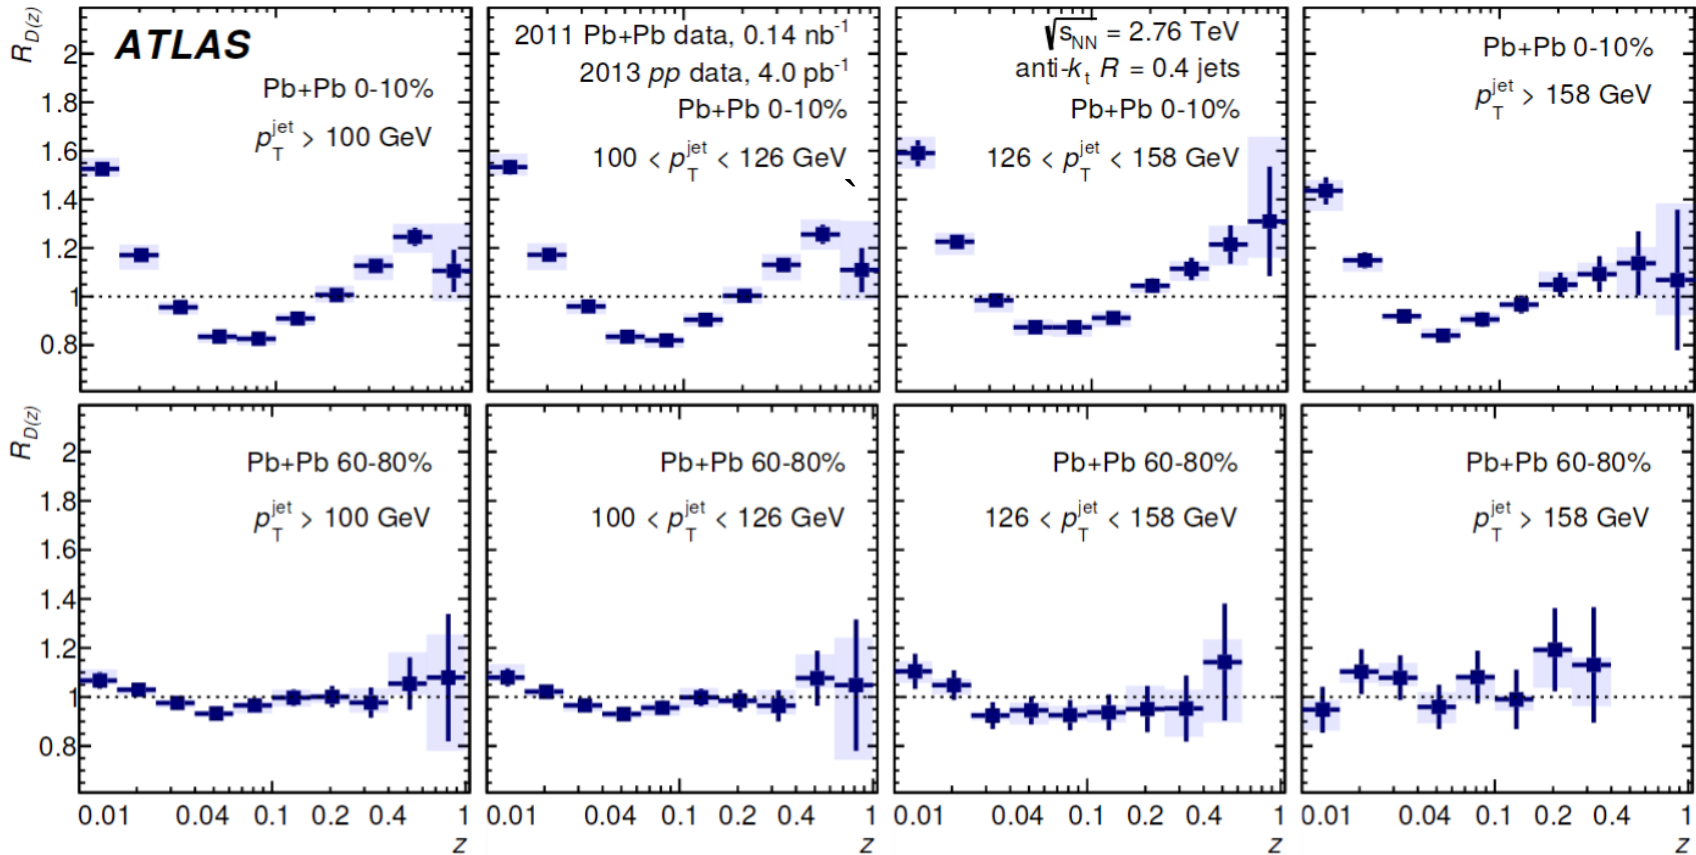 R_D(z)
2
1.8
1.6
1.4
1.2
1
0.8
ATLAS
Pb+Pb 0-10%
p_T^jet > 100 GeV
2011 Pb+Pb data, 0.14 nb⁻¹
2013 pp data, 4.0 pb⁻¹
Pb+Pb 0-10%
100 < p_T^jet < 126 GeV
√s_NN = 2.76 TeV
anti-k_t R = 0.4 jets
Pb+Pb 0-10%
126 < p_T^jet < 158 GeV
Pb+Pb 0-10%
p_T^jet > 158 GeV
R_D(z)
2
1.8
1.6
1.4
1.2
1
0.8
Pb+Pb 60-80%
p_T^jet > 100 GeV
Pb+Pb 60-80%
100 < p_T^jet < 126 GeV
Pb+Pb 60-80%
126 < p_T^jet < 158 GeV
Pb+Pb 60-80%
p_T^jet > 158 GeV
0.01 0.04 0.1 0.2 0.4 1
z
0.01 0.04 0.1 0.2 0.4 1
z
0.01 0.04 0.1 0.2 0.4 1
z
0.01 0.04 0.1 0.2 0.4 1
z